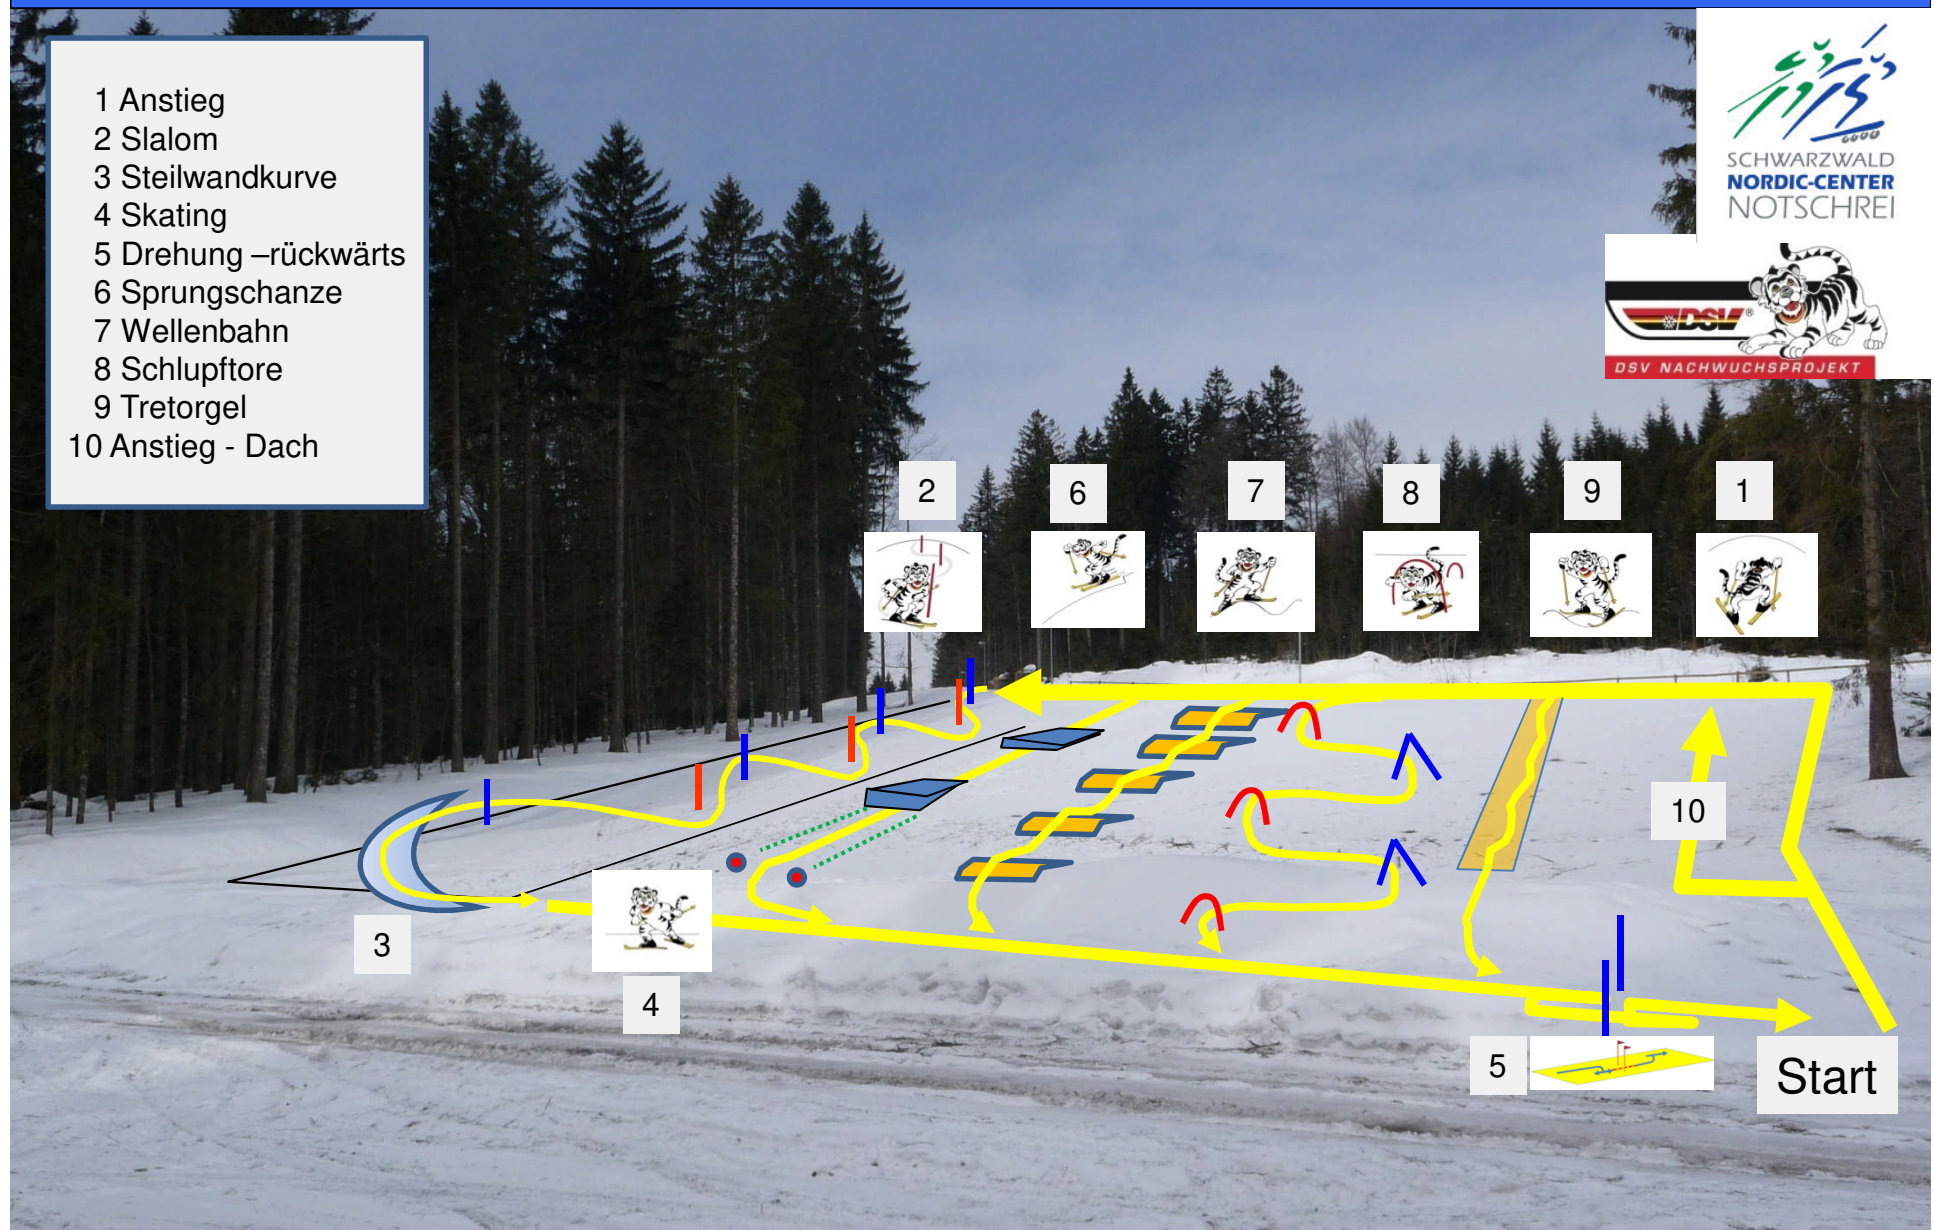 1 Anstieg
2 Slalom
3 Steilwandkurve
4 Skating
5 Drehung –rückwärts
6 Sprungschanze
7 Wellenbahn
8 Schlupftore
9 Tretorgel
10 Anstieg - Dach
SCHWARZWALD
NORDIC-CENTER
NOTSCHREI
DSV ®
DSV NACHWUCHSPROJEKT
2
6
7
8
9
1
10
3
4
5
Start